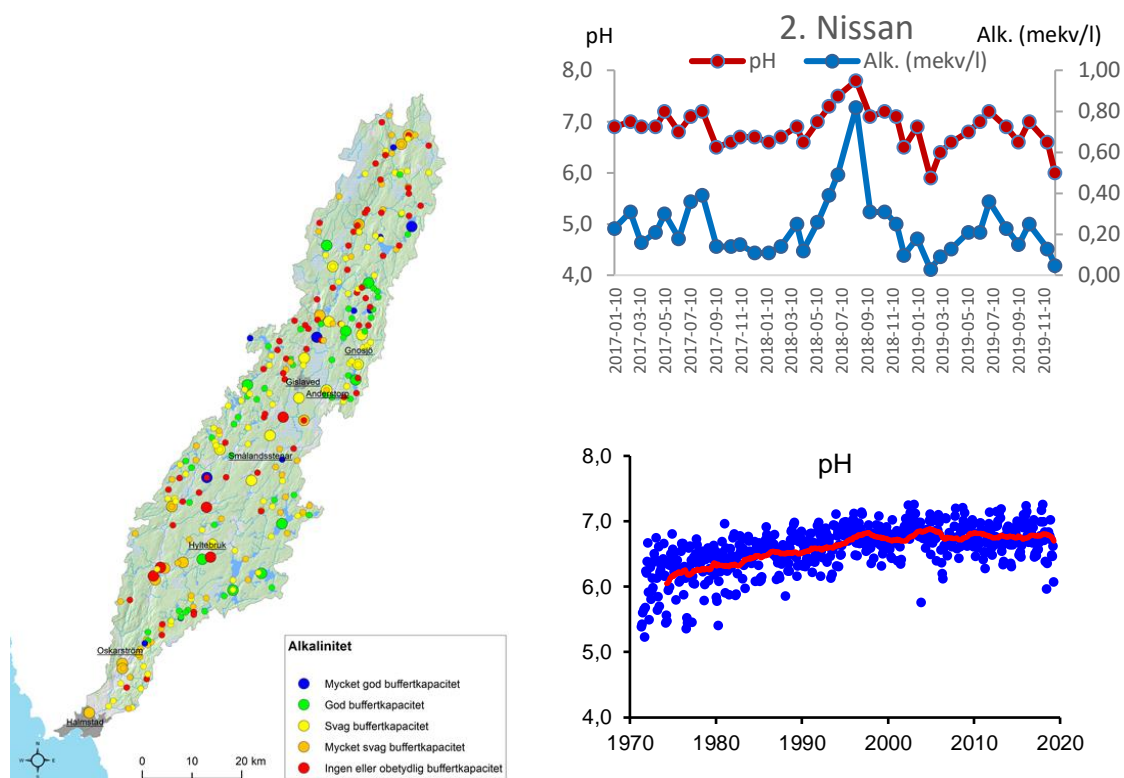 Gnosjö
Gislaved
Anderstorp
Smålandsstenar
Hyltebruk
Oskarström
Halmstad
N
W
E
S
0
10
20 km
Alkalinitet
Mycket god buffertkapacitet
God buffertkapacitet
Svag buffertkapacitet
Mycket svag buffertkapacitet
Ingen eller obetydlig buffertkapacitet
2. Nissan
pH
Alk. (mekv/l)
pH
Alk. (mekv/l)
8,0
7,0
6,0
5,0
4,0
1,00
0,80
0,60
0,40
0,20
0,00
2017-01-10
2017-03-10
2017-05-10
2017-07-10
2017-09-10
2017-11-10
2018-01-10
2018-03-10
2018-05-10
2018-07-10
2018-09-10
2018-11-10
2019-01-10
2019-03-10
2019-05-10
2019-07-10
2019-09-10
2019-11-10
pH
8,0
7,0
6,0
5,0
4,0
1970
1980
1990
2000
2010
2020